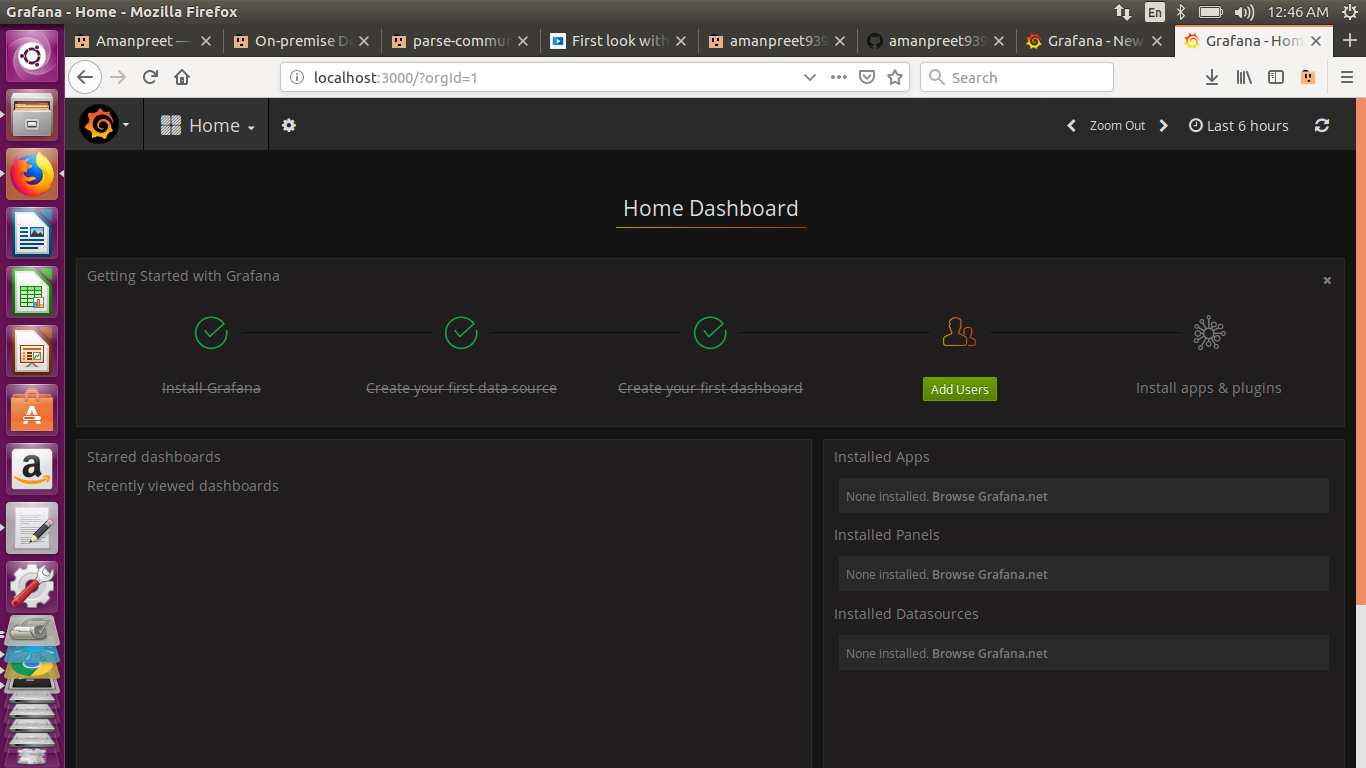 Grafana - Home - Mozilla Firefox
En
12:46 AM
Amanpreet —
On-premise D
parse-commu
First look with
amanpreet939
amanpreet939
Grafana - New
Grafana - Hom
localhost:3000/?orgId=1
Search
Home
Zoom Out
Last 6 hours
Home Dashboard
Getting Started with Grafana
Install Grafana
Create your first data source
Create your first dashboard
Add Users
Install apps & plugins
Starred dashboards
Recently viewed dashboards
Installed Apps
None installed. Browse Grafana.net
Installed Panels
None installed. Browse Grafana.net
Installed Datasources
None installed. Browse Grafana.net